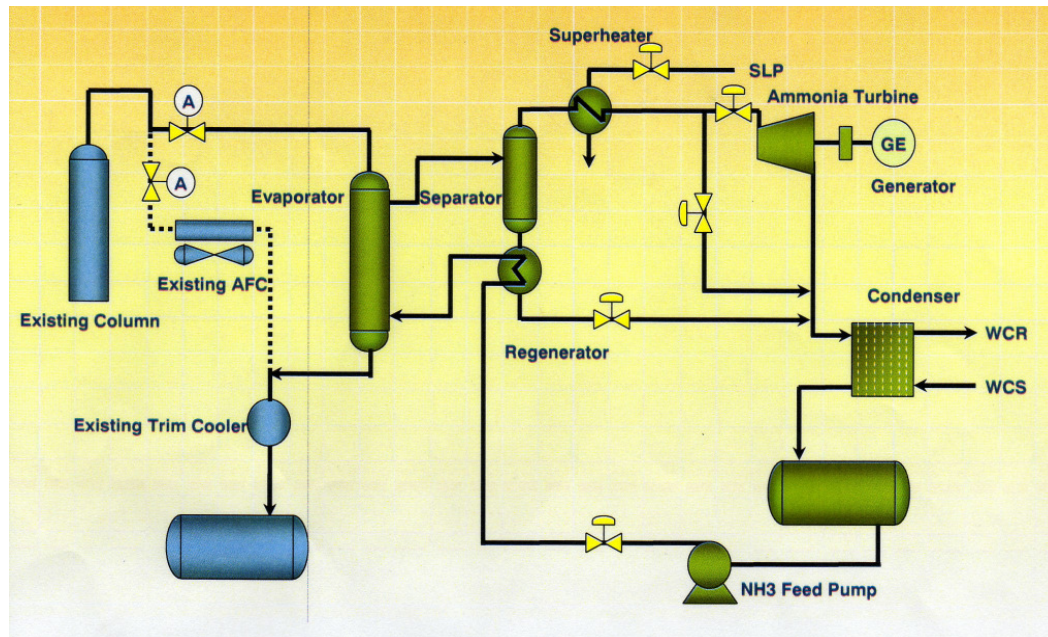 Superheater
SLP
A
Ammonia Turbine
GE
A
Evaporator
Separator
Generator
Existing AFC
Existing Column
Condenser
WCR
Regenerator
WCS
Existing Trim Cooler
NH3 Feed Pump